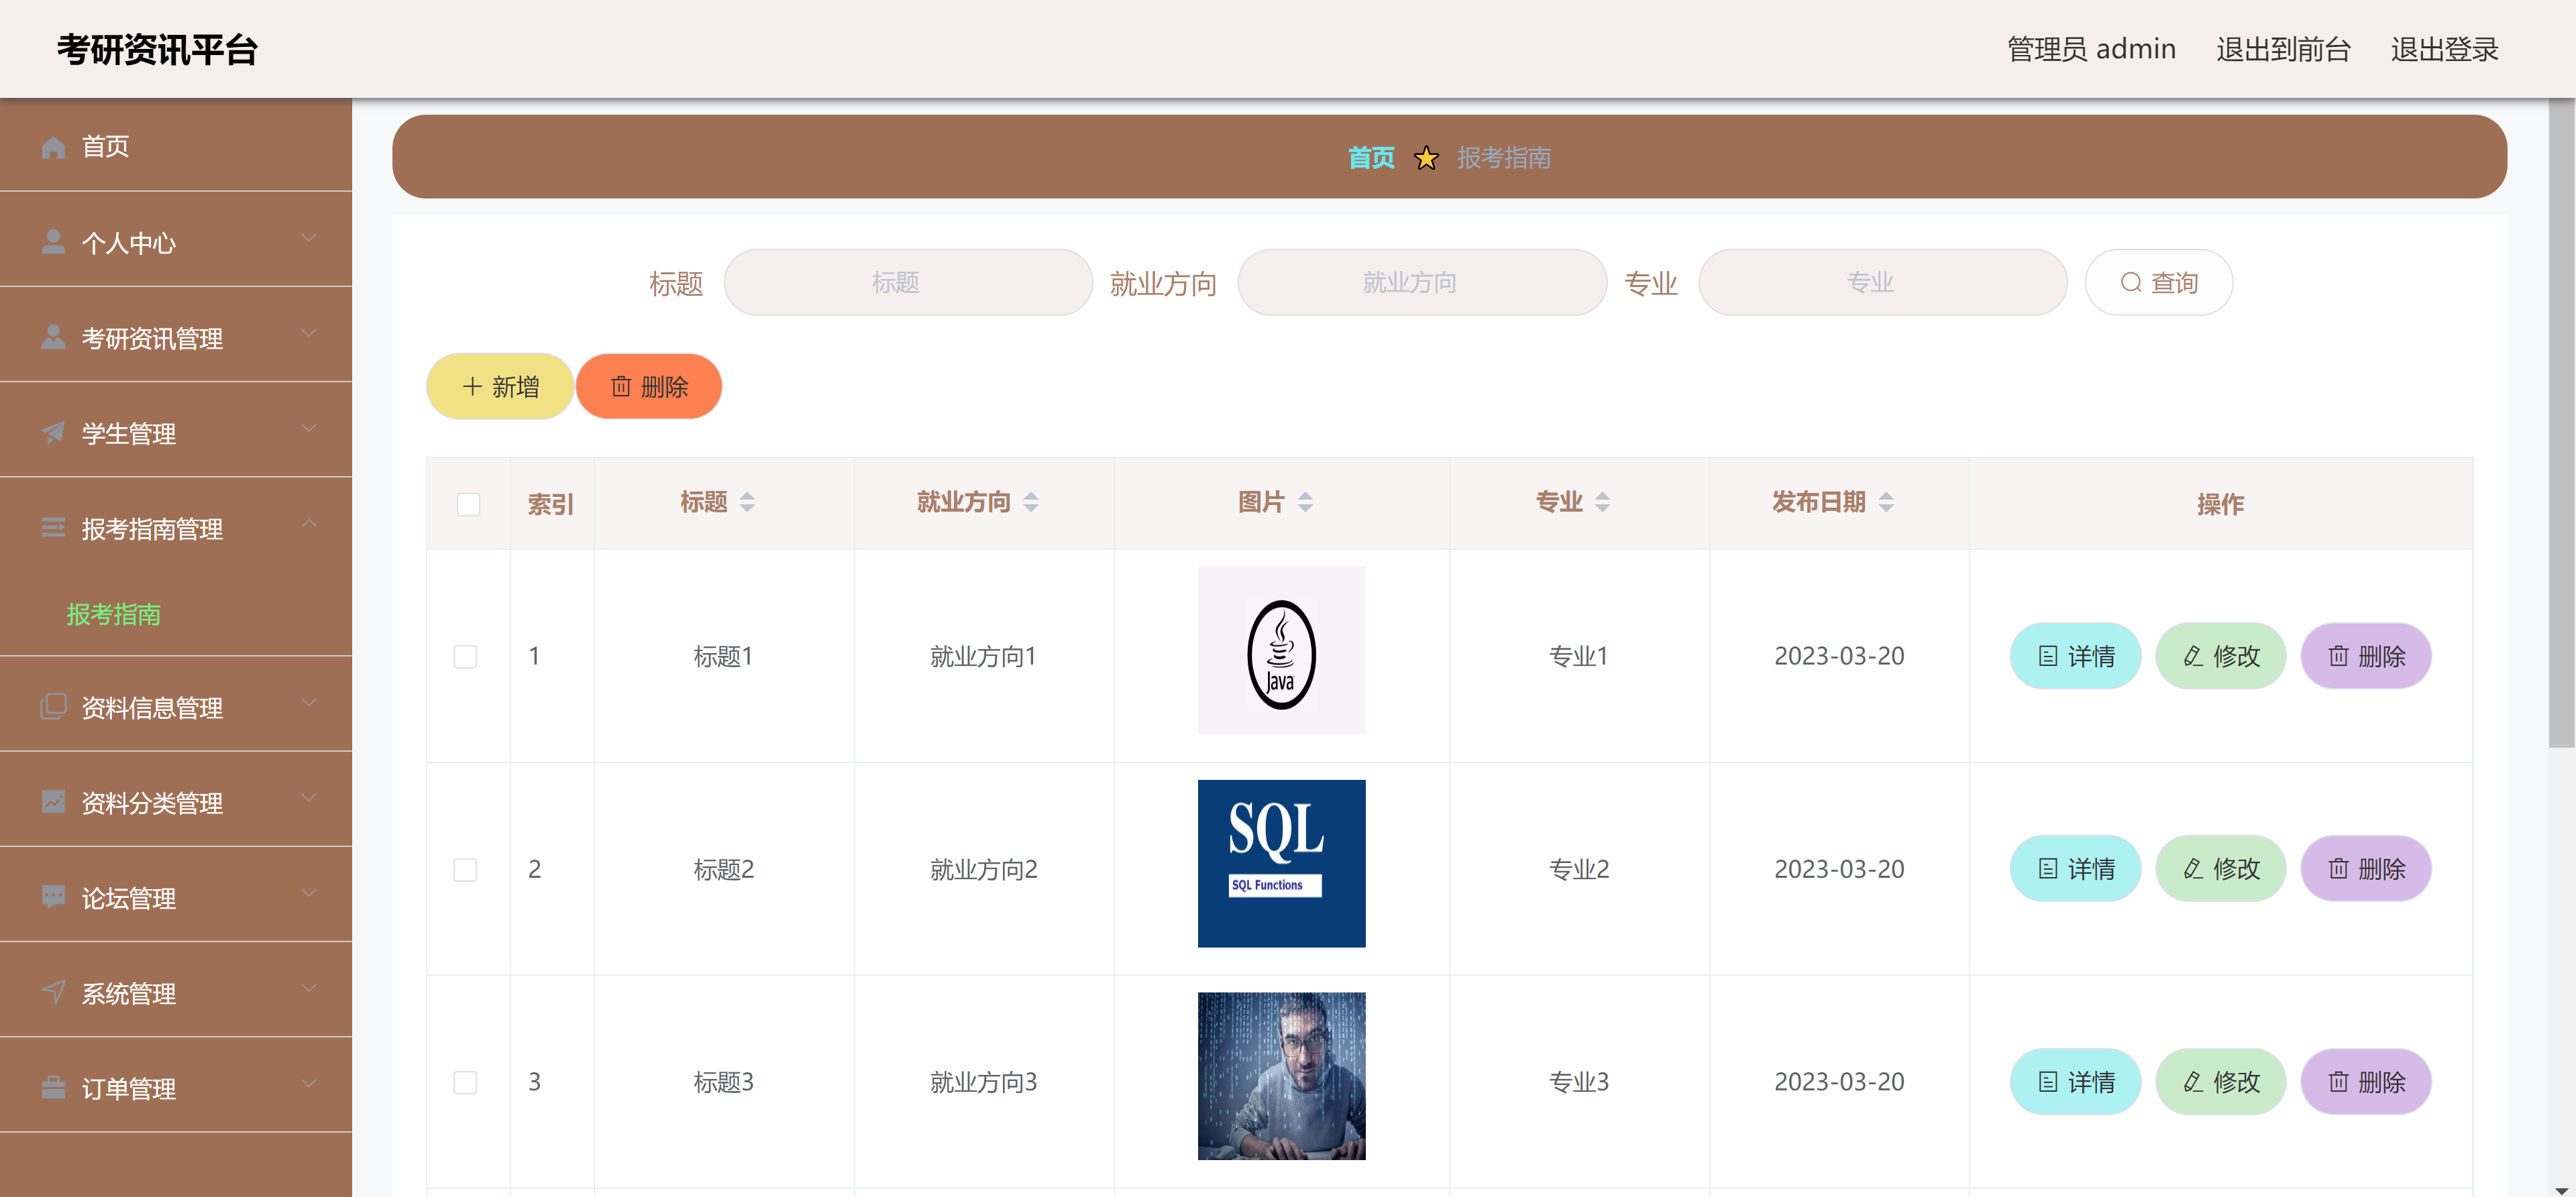 考研资讯平台
管理员 admin 退出到前台 退出登录
首页
个人中心
考研资讯管理
学生管理
报考指南管理
报考指南
资料信息管理
资料分类管理
论坛管理
系统管理
订单管理
首页 报考指南
标题 标题 就业方向 就业方向 专业 专业 查询
新增 删除
索引 标题 就业方向 图片 专业 发布日期 操作
1 标题1 就业方向1 Java 专业1 2023-03-20 详情 修改 删除
SQL
SQL Functions
2 标题2 就业方向2 专业2 2023-03-20 详情 修改 删除
3 标题3 就业方向3 专业3 2023-03-20 详情 修改 删除